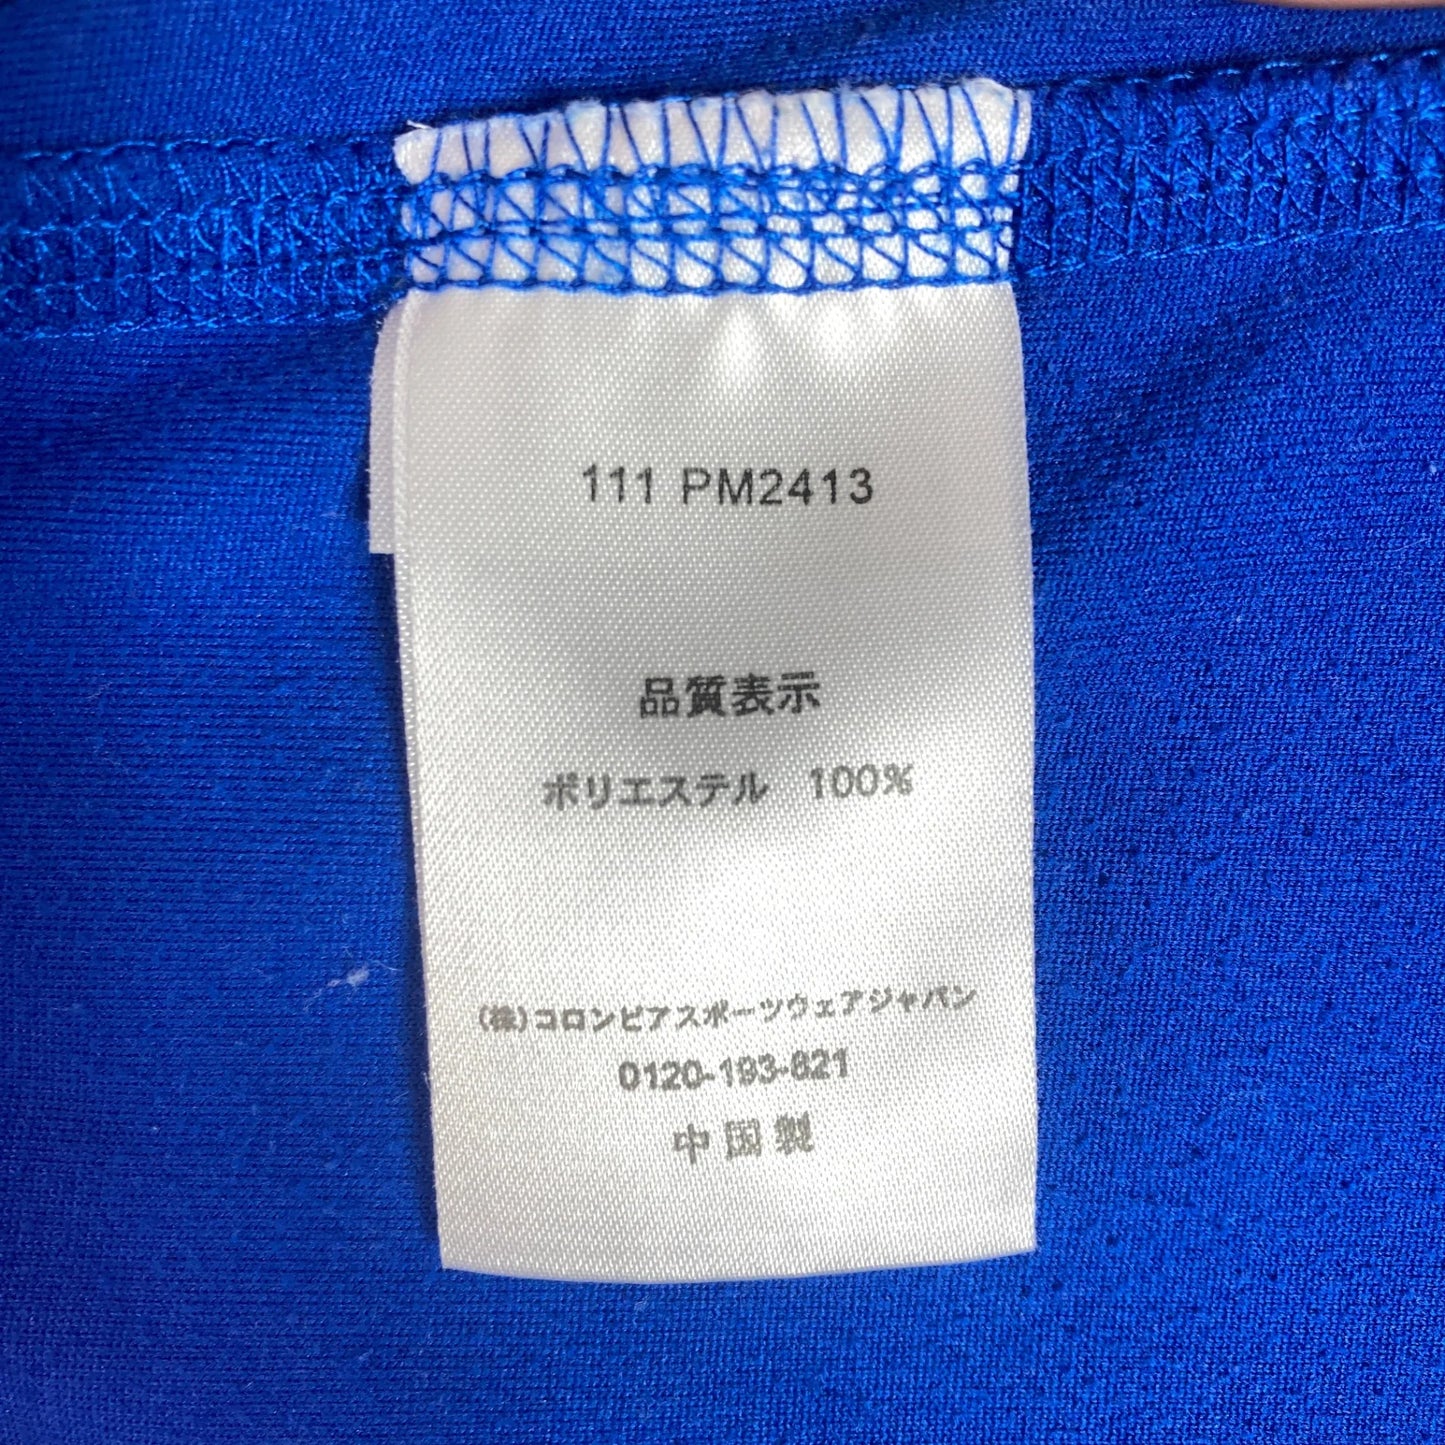 111 PM2413
品質表示
ポリエステル 100%
(株)コロンビアスポーツウェアジャパン
0120-193-821
中国製